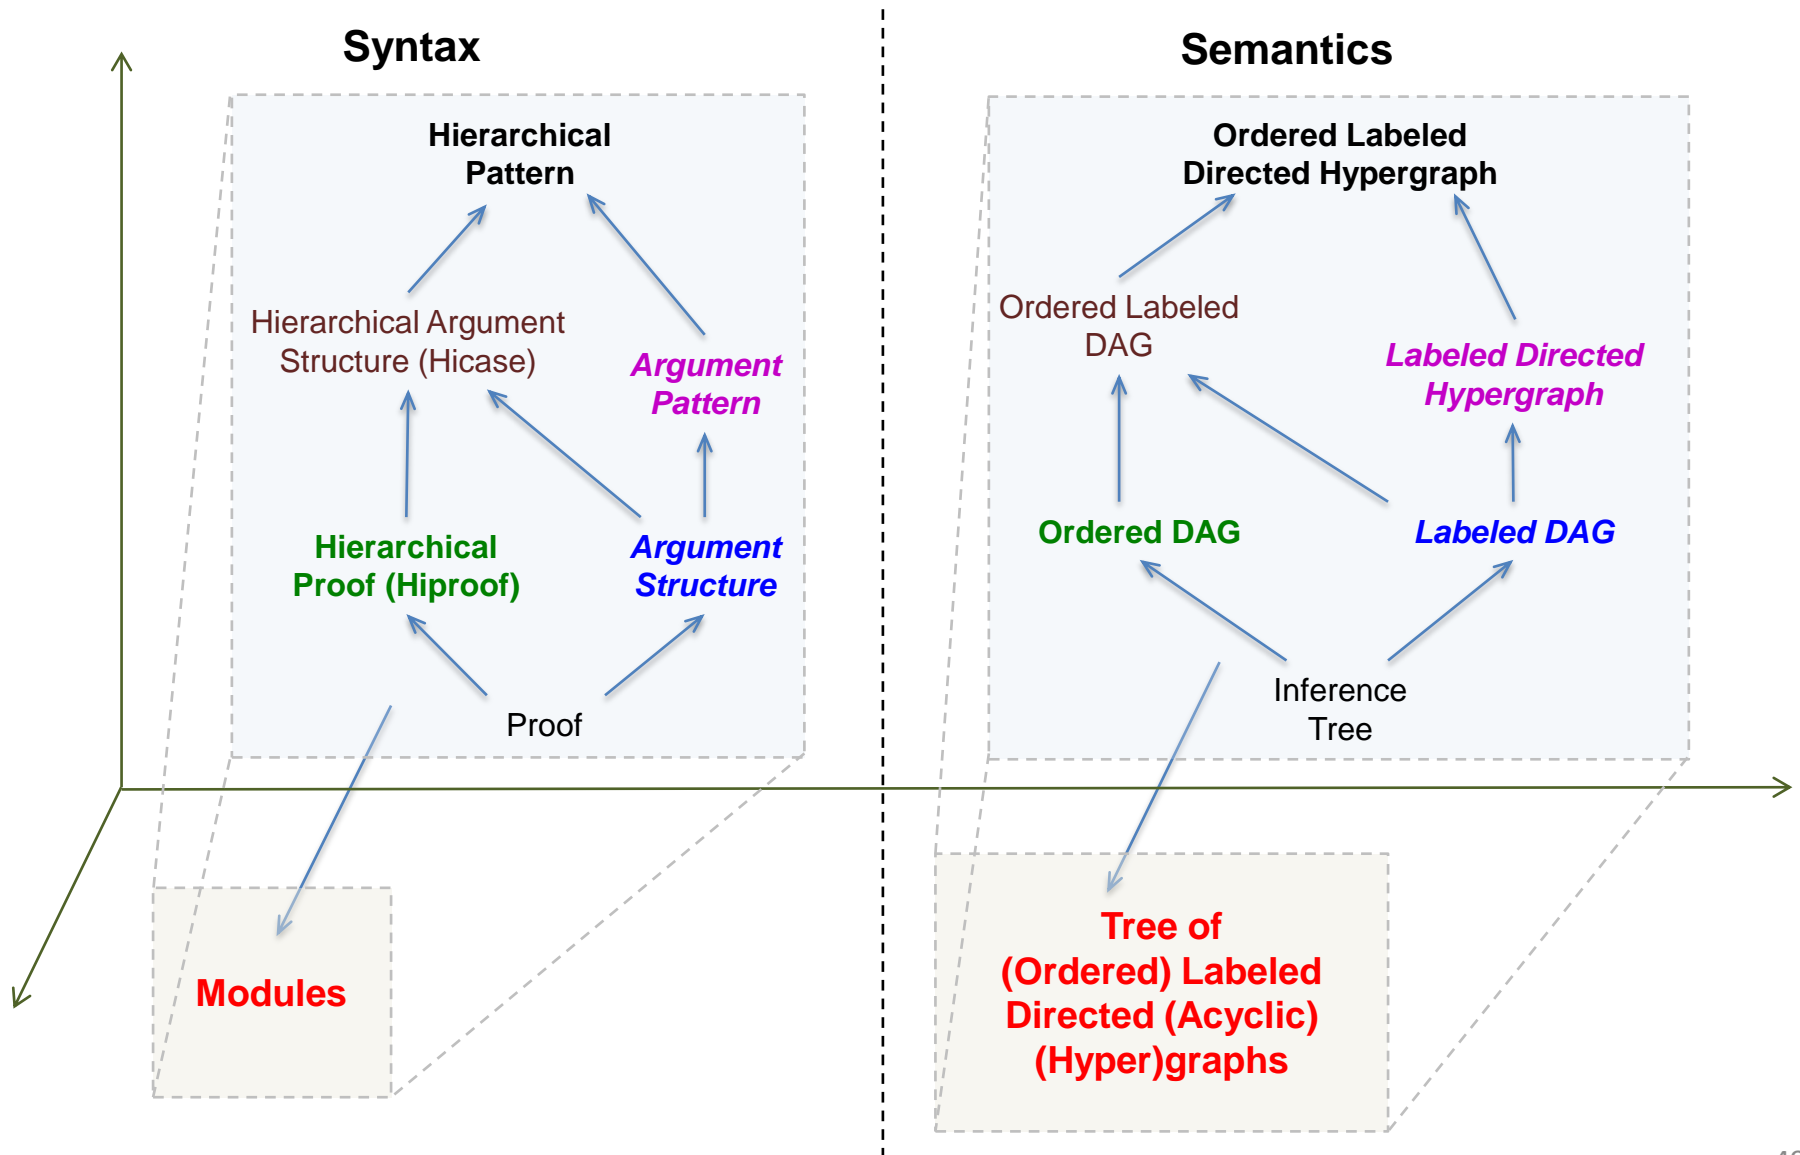 Syntax
Hierarchical
Pattern
Hierarchical Argument
Structure (Hicase)
Argument
Pattern
Hierarchical
Proof (Hiproof)
Argument
Structure
Proof
Modules
Semantics
Ordered Labeled
Directed Hypergraph
Ordered Labeled
DAG
Labeled Directed
Hypergraph
Ordered DAG
Labeled DAG
Inference
Tree
Tree of
(Ordered) Labeled
Directed (Acyclic)
(Hyper)graphs